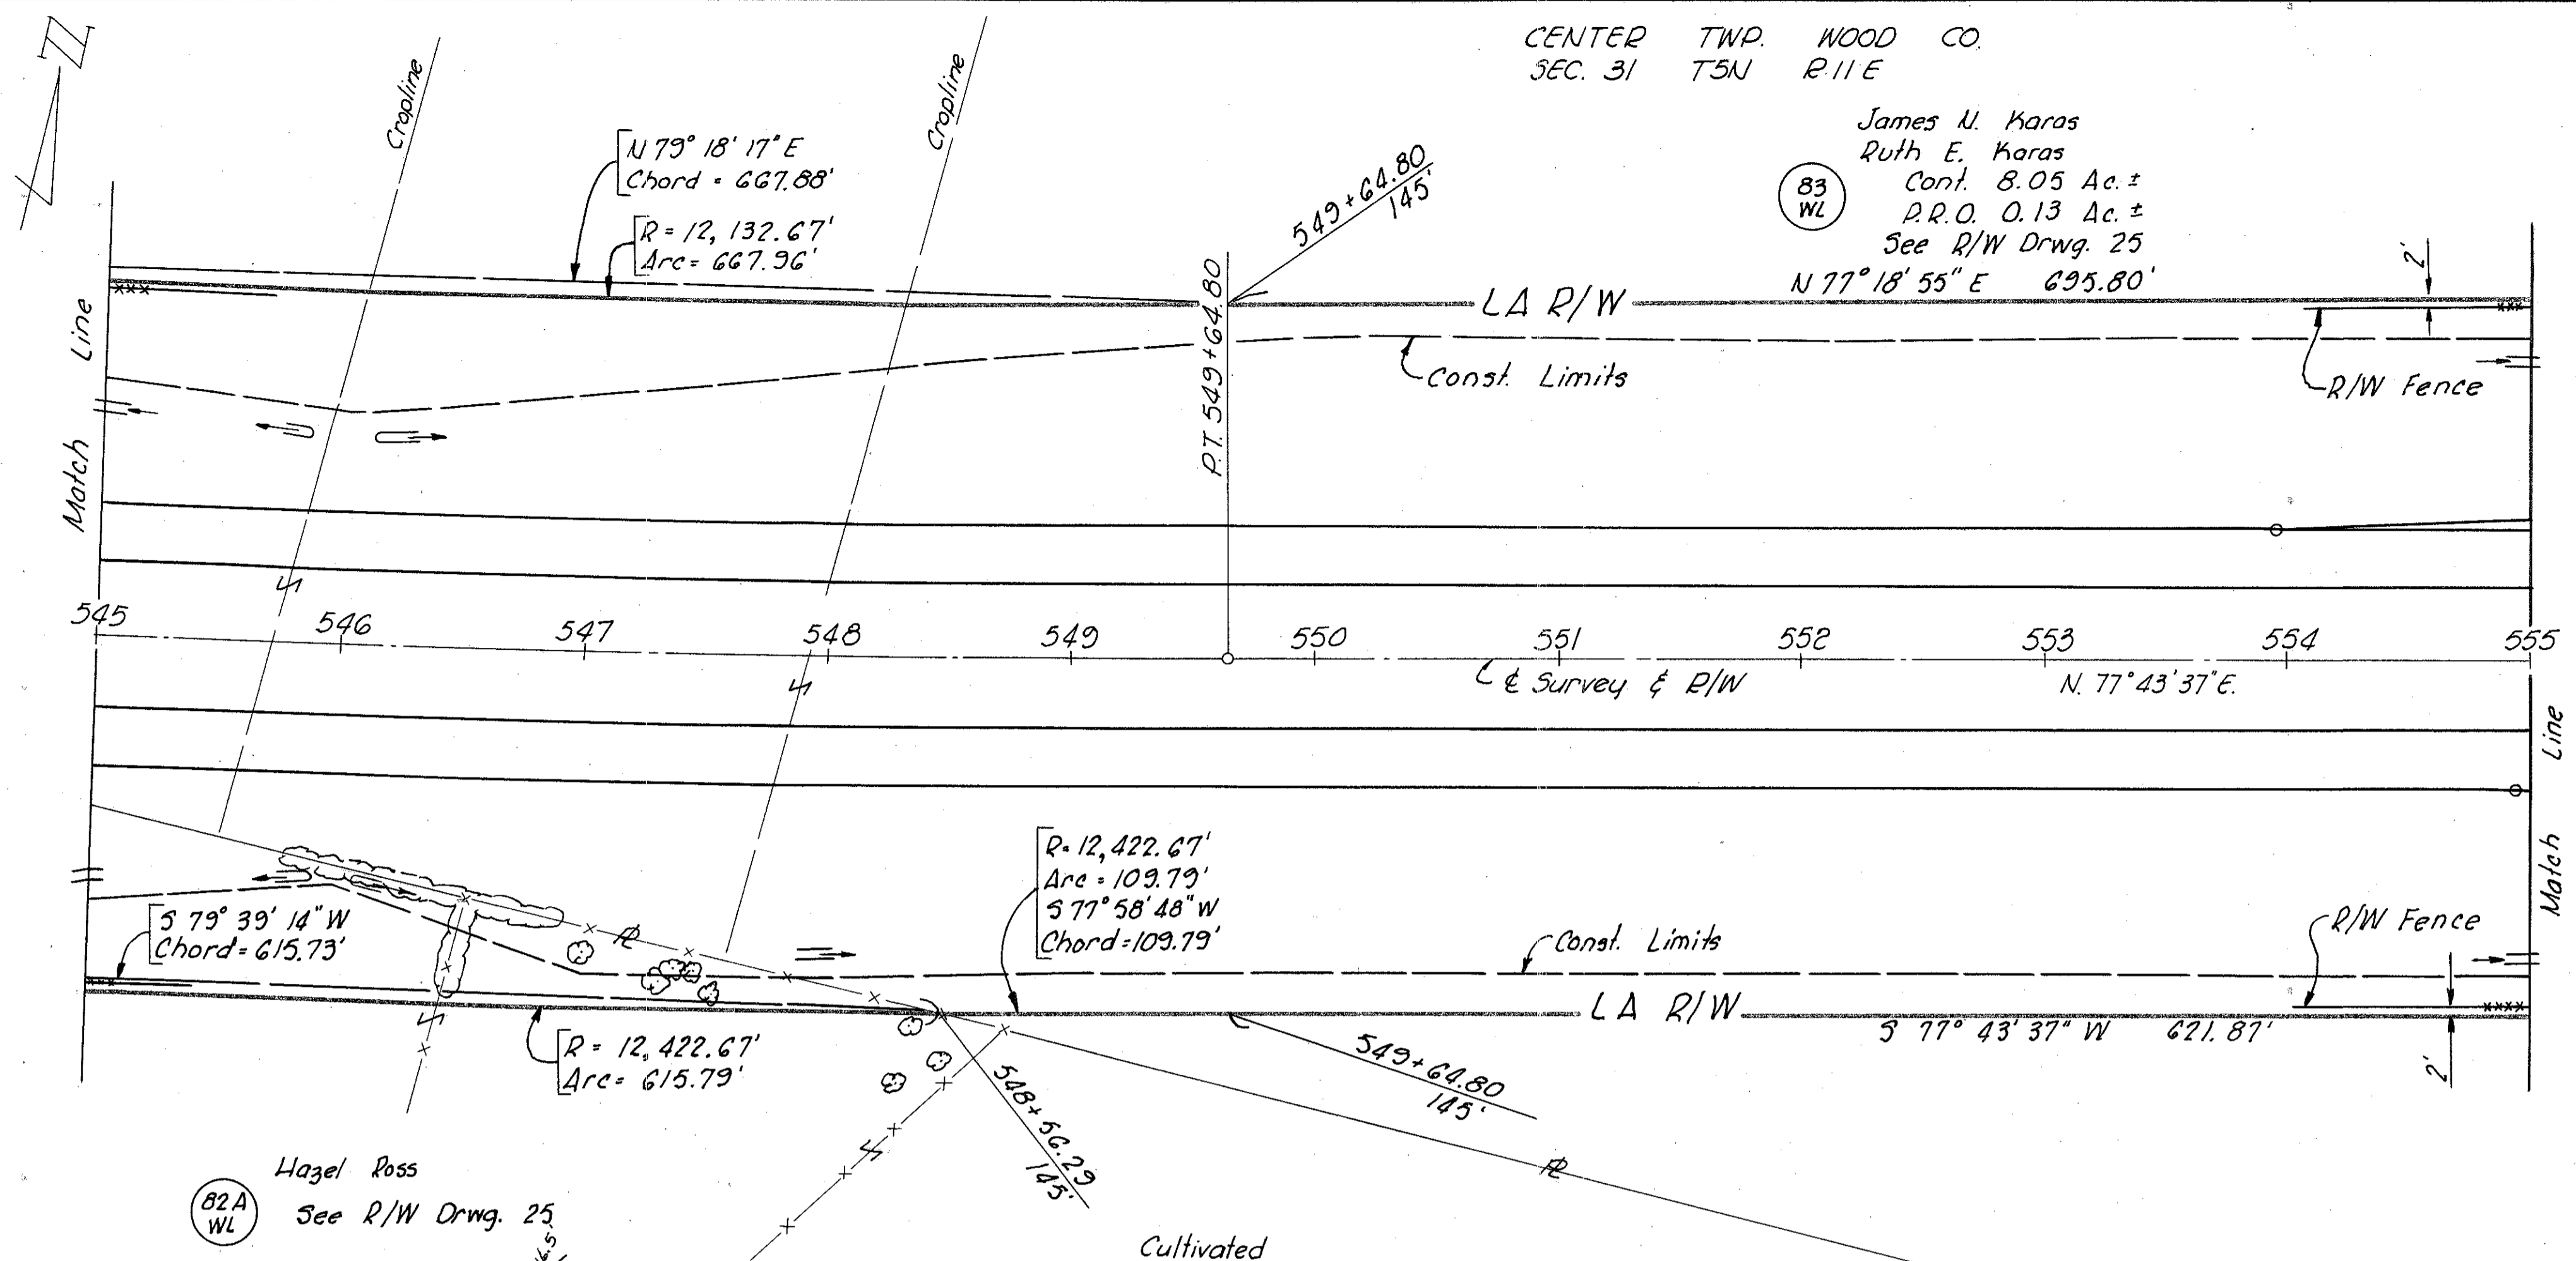 Z
CENTER TWP. WOOD CO.
SEC. 31 T5N R.11E
Cropline
Cropline
N 79° 18' 17" E
Chord = 667.88'
R = 12,132.67'
Arc = 667.96'
549+64.80
145'
James N. Karas
Ruth E. Karas
83
WL
Cont. 8.05 Ac. ±
P.R.O. 0.13 Ac. ±
See R/W Drwg. 25
N 77° 18' 55" E 695.80'
2'
LA R/W
Match Line
P.T. 549+64.80
Const. Limits
R/W Fence
545 546 547 548 549 550 551 552 553 554 555
℄ Survey & R/W
N. 77° 43' 37" E.
Match Line
R = 12,422.67'
Arc = 109.79'
S 77° 58' 48" W
Chord = 109.79'
S 79° 39' 14" W
Chord = 615.73'
PL
Const. Limits
R/W Fence
LA R/W
S 77° 43' 37" W 621.87'
2'
R = 12,422.67'
Arc = 615.79'
549+64.80
145'
548+56.29
145'
PL
Hazel Ross
82A
WL
See R/W Drwg. 25
Cultivated